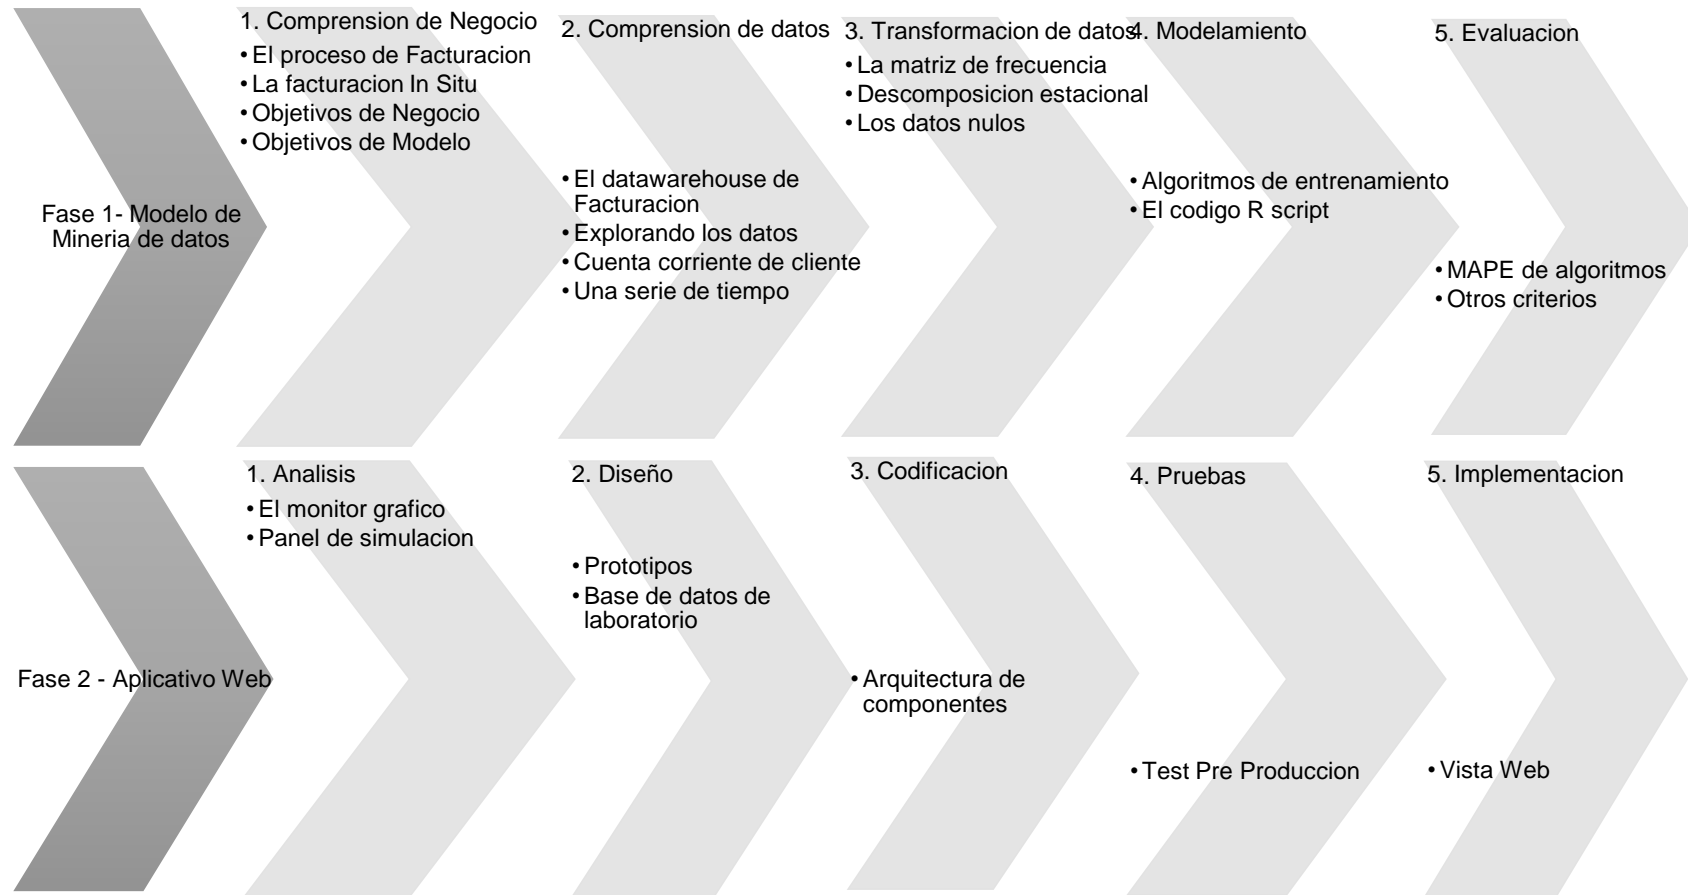 Fase 1- Modelo de
Mineria de datos
1. Comprension de Negocio
• El proceso de Facturacion
• La facturacion In Situ
• Objetivos de Negocio
• Objetivos de Modelo
2. Comprension de datos
• El datawarehouse de
Facturacion
• Explorando los datos
• Cuenta corriente de cliente
• Una serie de tiempo
3. Transformacion de datos
• La matriz de frecuencia
• Descomposicion estacional
• Los datos nulos
4. Modelamiento
• Algoritmos de entrenamiento
• El codigo R script
5. Evaluacion
• MAPE de algoritmos
• Otros criterios
Fase 2 - Aplicativo Web
1. Analisis
• El monitor grafico
• Panel de simulacion
2. Diseño
• Prototipos
• Base de datos de
laboratorio
3. Codificacion
• Arquitectura de
componentes
4. Pruebas
• Test Pre Produccion
5. Implementacion
• Vista Web